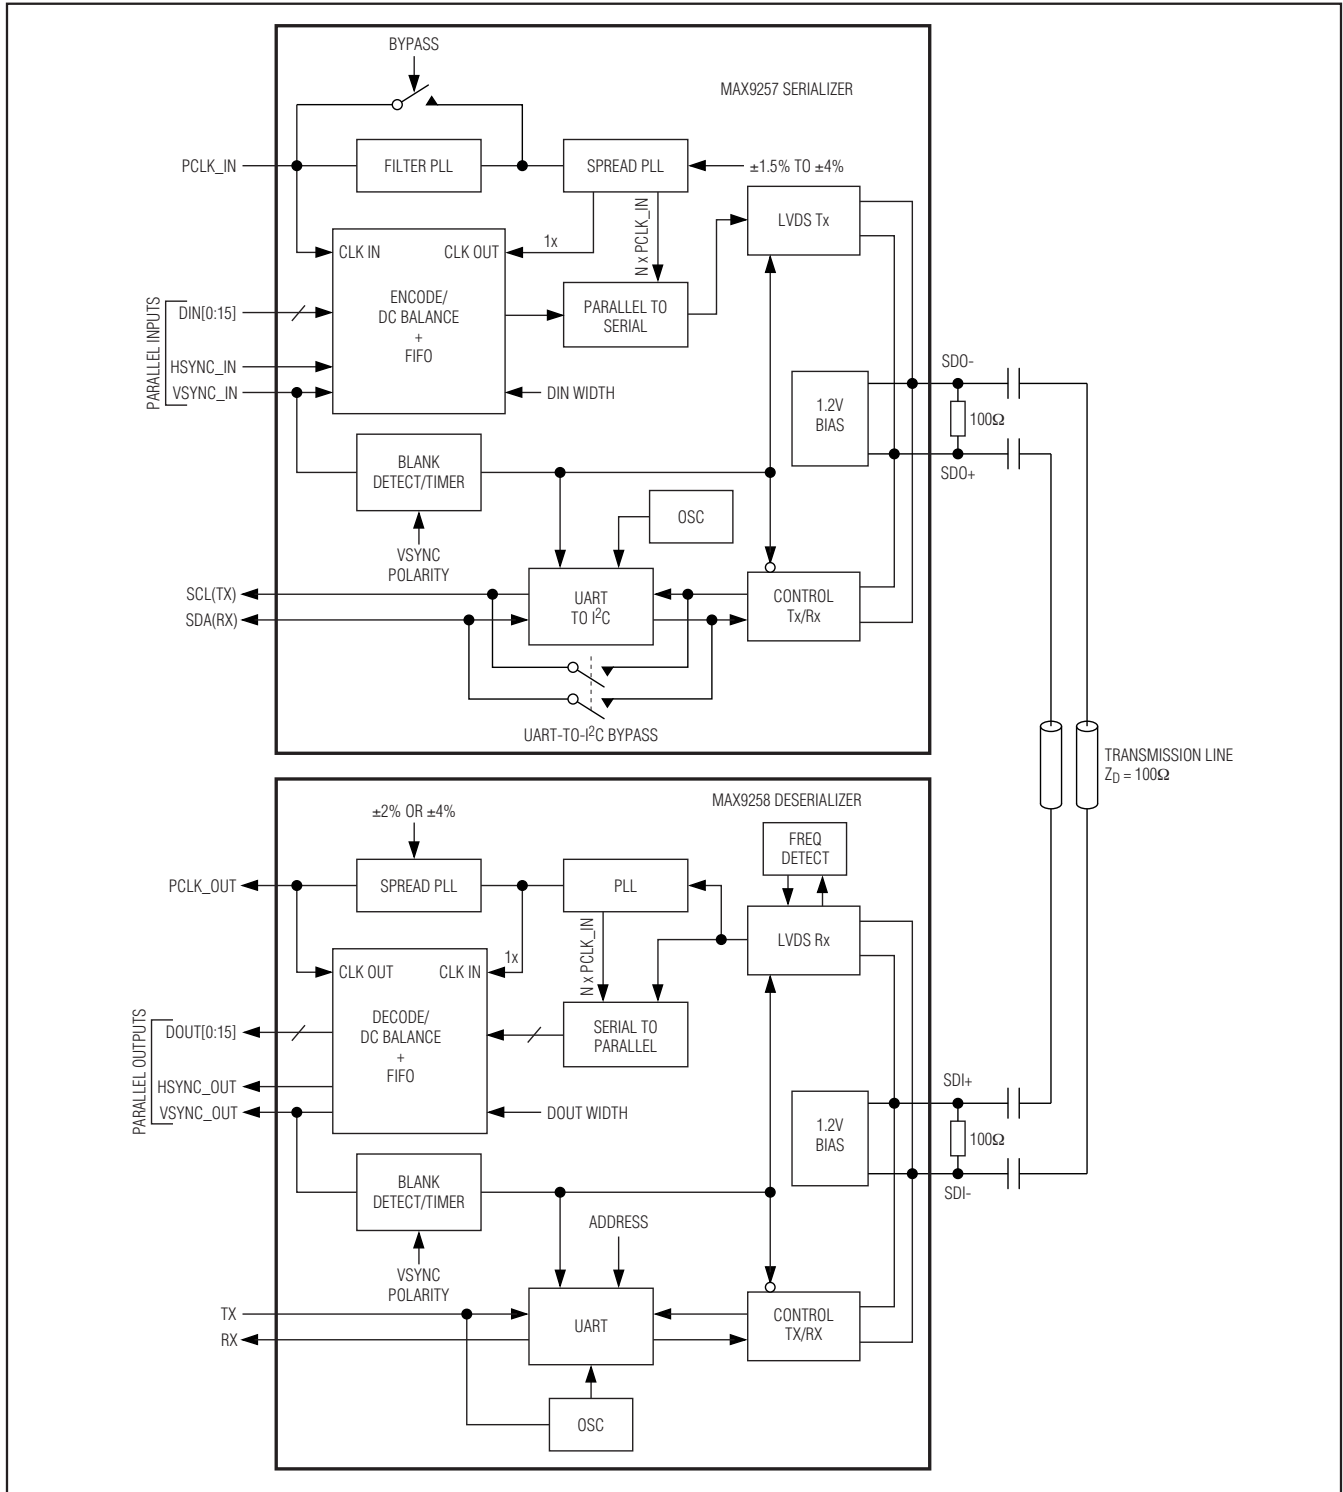 BYPASS
MAX9257 SERIALIZER
PCLK_IN
FILTER PLL
SPREAD PLL
±1.5% TO ±4%
LVDS Tx
N x PCLK_IN
1x
CLK IN
CLK OUT
ENCODE/
DC BALANCE
+
FIFO
PARALLEL TO
SERIAL
PARALLEL INPUTS
DIN[0:15]
HSYNC_IN
VSYNC_IN
DIN WIDTH
1.2V
BIAS
SDO-
100Ω
SDO+
BLANK
DETECT/TIMER
OSC
VSYNC
POLARITY
SCL(TX)
SDA(RX)
UART
TO I²C
CONTROL
Tx/Rx
UART-TO-I²C BYPASS
TRANSMISSION LINE
Z_D = 100Ω
MAX9258 DESERIALIZER
±2% OR ±4%
FREQ
DETECT
PCLK_OUT
SPREAD PLL
PLL
LVDS Rx
N x PCLK_IN
1x
CLK OUT
CLK IN
DECODE/
DC BALANCE
+
FIFO
SERIAL TO
PARALLEL
PARALLEL OUTPUTS
DOUT[0:15]
HSYNC_OUT
VSYNC_OUT
DOUT WIDTH
1.2V
BIAS
SDI+
100Ω
SDI-
BLANK
DETECT/TIMER
ADDRESS
VSYNC
POLARITY
TX
RX
UART
CONTROL
TX/RX
OSC